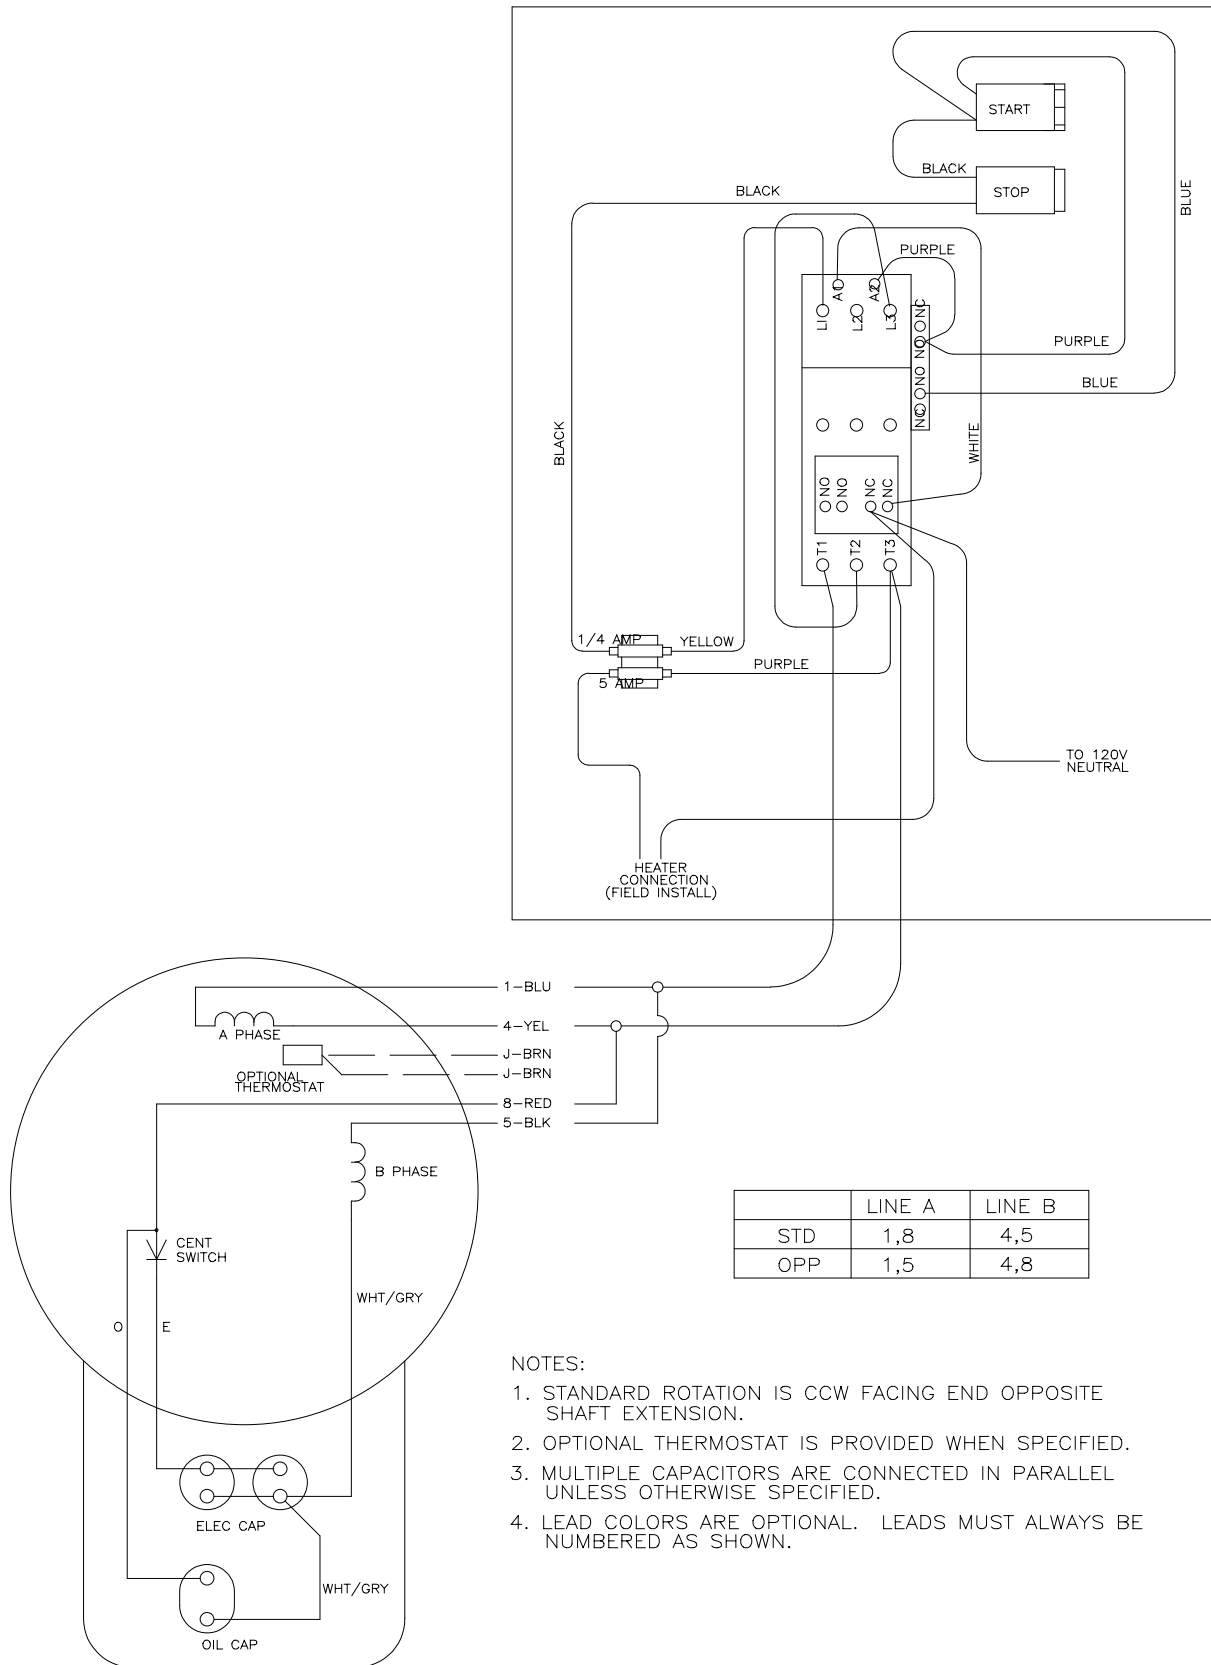 START
BLACK
STOP
BLACK
BLUE
PURPLE
A1
A2
L1
L2
L3
NC
NO
NO
NC
PURPLE
BLUE
BLACK
WHITE
NO
NO
NC
NC
T1
T2
T3
1/4 AMP
YELLOW
5 AMP
PURPLE
TO 120V
NEUTRAL
HEATER
CONNECTION
(FIELD INSTALL)
1-BLU
4-YEL
A PHASE
J-BRN
OPTIONAL
THERMOSTAT
J-BRN
8-RED
5-BLK
B PHASE
CENT
SWITCH
WHT/GRY
O
E
ELEC CAP
WHT/GRY
OIL CAP
LINE A LINE B
STD 1,8 4,5
OPP 1,5 4,8
NOTES:
1. STANDARD ROTATION IS CCW FACING END OPPOSITE
SHAFT EXTENSION.
2. OPTIONAL THERMOSTAT IS PROVIDED WHEN SPECIFIED.
3. MULTIPLE CAPACITORS ARE CONNECTED IN PARALLEL
UNLESS OTHERWISE SPECIFIED.
4. LEAD COLORS ARE OPTIONAL. LEADS MUST ALWAYS BE
NUMBERED AS SHOWN.